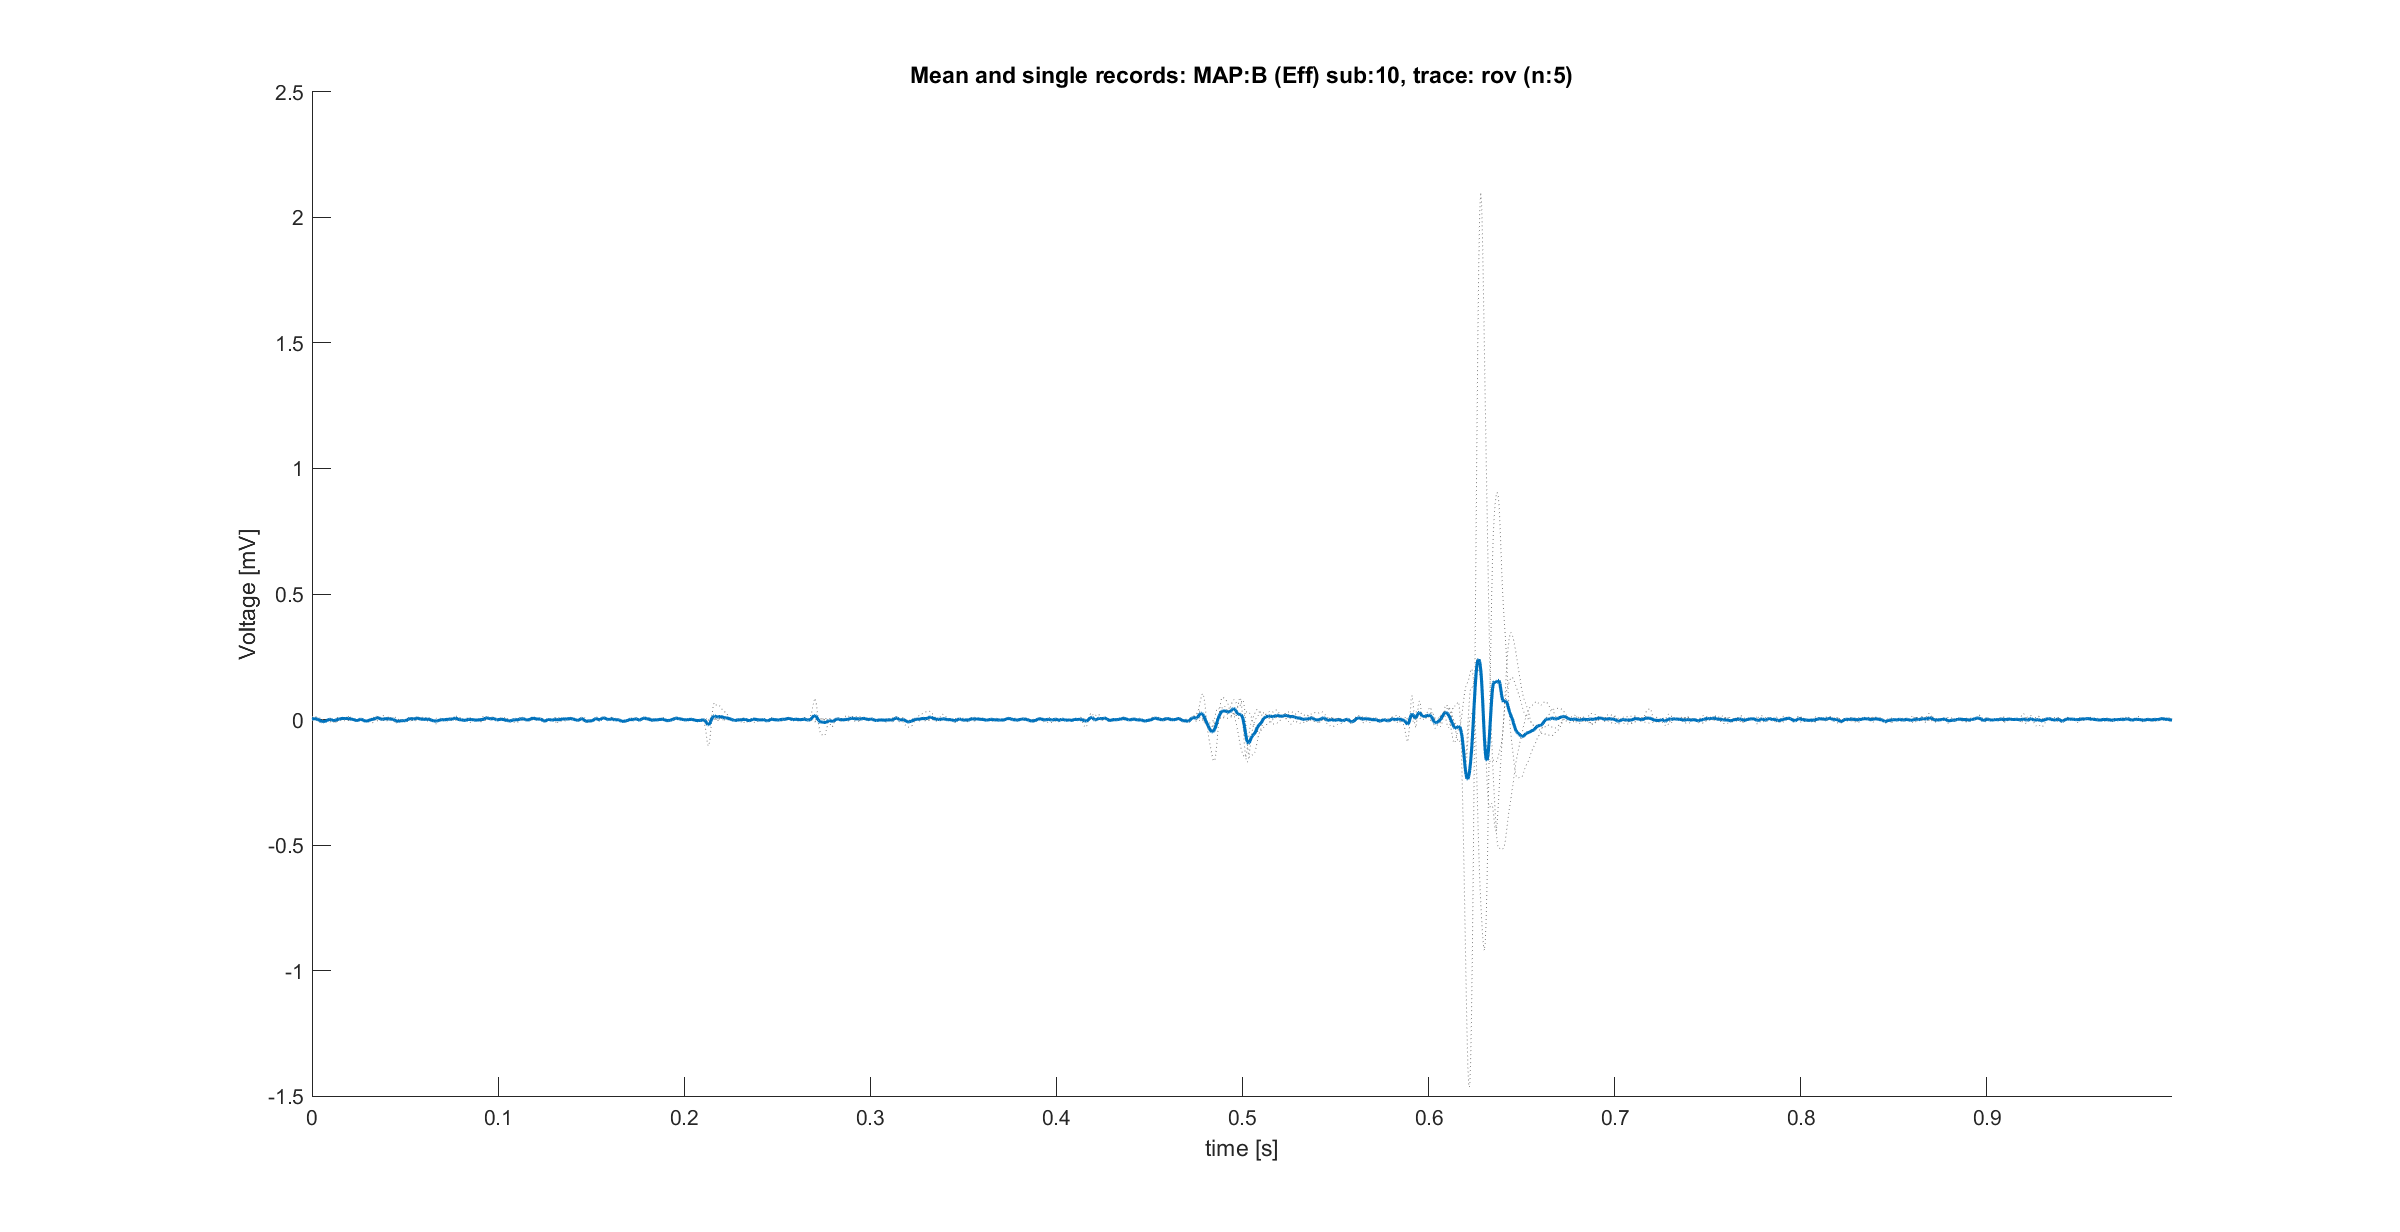 Mean and single records: MAP:B (Eff) sub:10, trace: rov (n:5)
2.5
2
1.5
1
0.5
0
-0.5
-1
-1.5
Voltage [mV]
0 0.1 0.2 0.3 0.4 0.5 0.6 0.7 0.8 0.9
time [s]